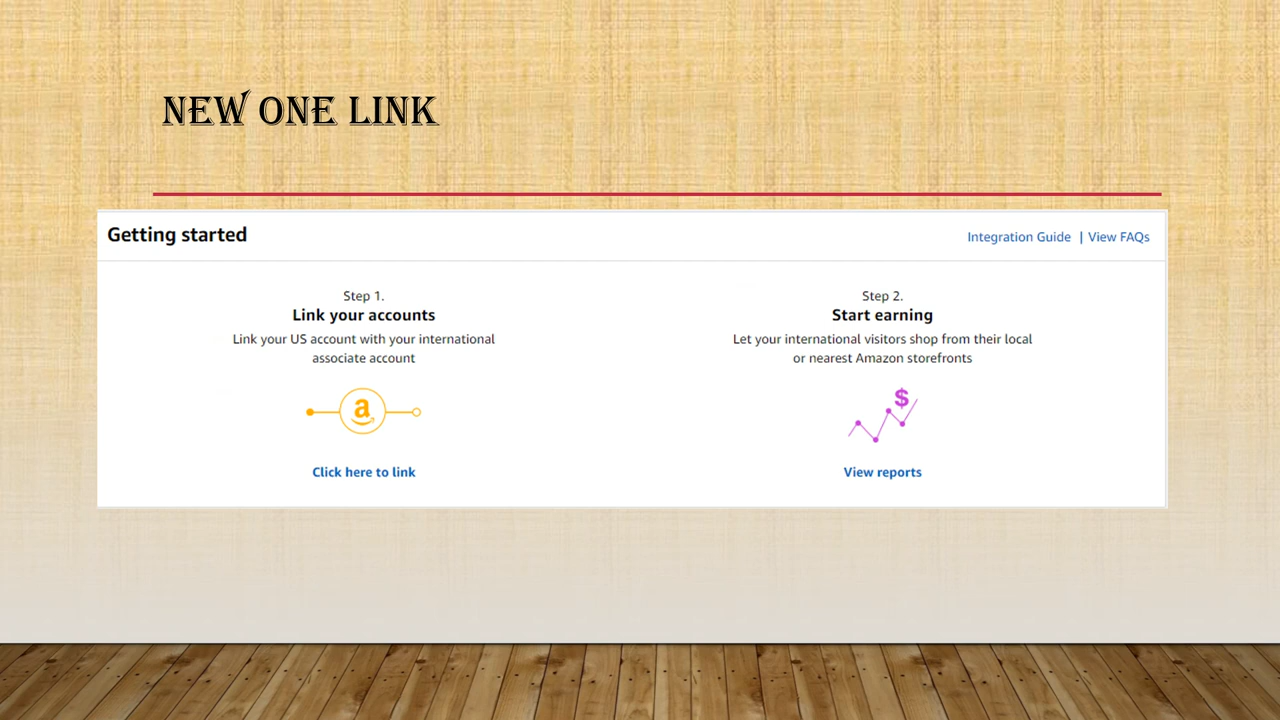 NEW ONE LINK
Getting started
Integration Guide | View FAQs
Step 1.
Link your accounts
Link your US account with your international
associate account
a
Click here to link
Step 2.
Start earning
Let your international visitors shop from their local
or nearest Amazon storefronts
$
View reports